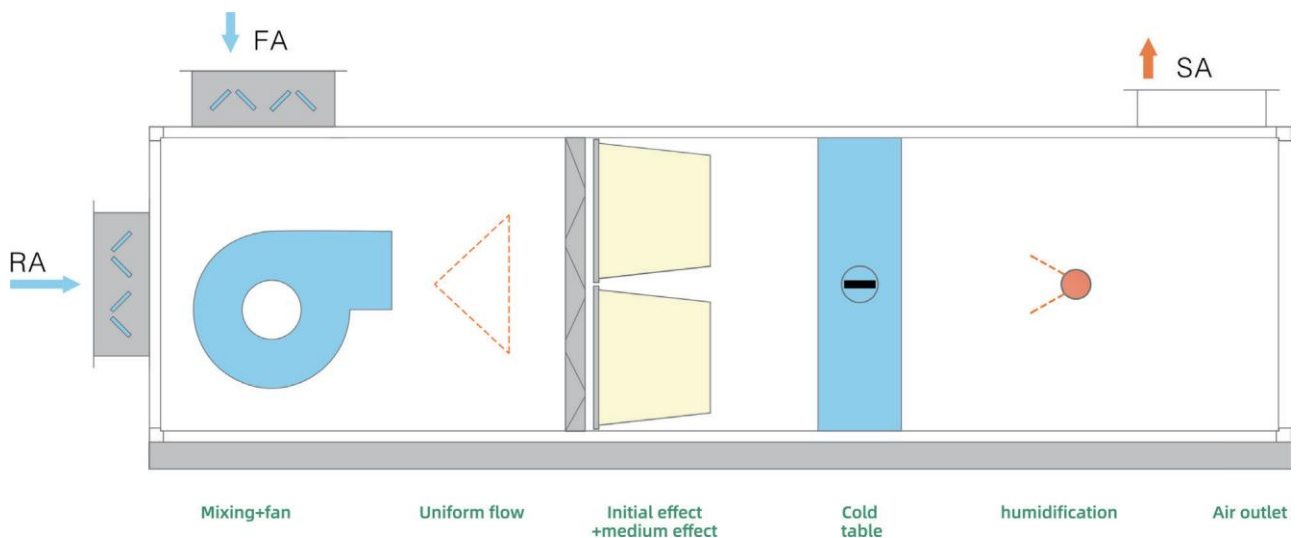 FA
SA
RA
Mixing+fan
Uniform flow
Initial effect
+medium effect
Cold
table
humidification
Air outlet